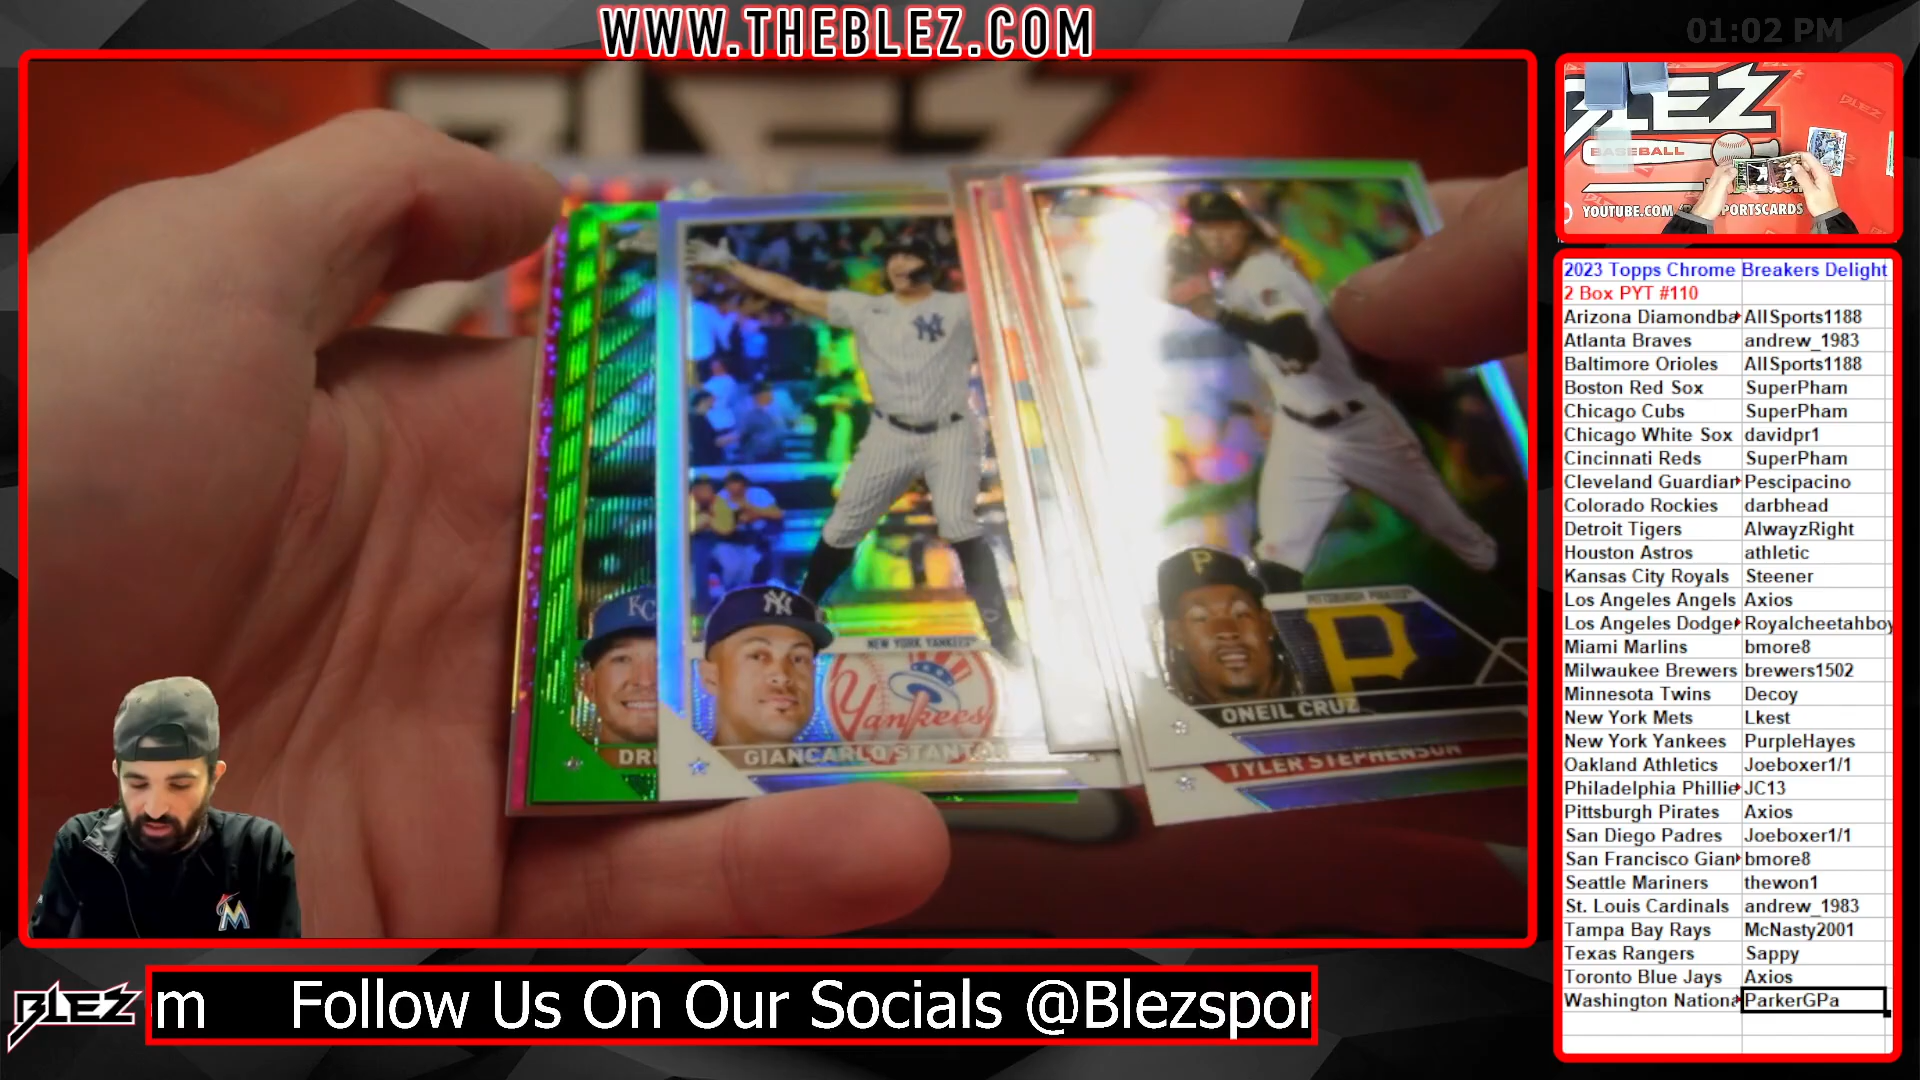 WWW.THEBLEZ.COM
01:02 PM
NEW YORK YANKEES
Yankees
GIANCARLO STANT
DR
KC
NY
PITTSBURGH PIRATES
P
ONEIL CRUZ
TYLER STEPHENSON
BLEZ
BASEBALL
YOUTUBE.COM
PORTSCARDS
2023 Topps Chrome Breakers Delight
2 Box PYT #110
Arizona Diamondba AllSports1188
Atlanta Braves andrew_1983
Baltimore Orioles AllSports1188
Boston Red Sox SuperPham
Chicago Cubs SuperPham
Chicago White Sox davidpr1
Cincinnati Reds SuperPham
Cleveland Guardian Pescipacino
Colorado Rockies darbhead
Detroit Tigers AlwayzRight
Houston Astros athletic
Kansas City Royals Steener
Los Angeles Angels Axios
Los Angeles Dodge Royalcheetahboy
Miami Marlins bmore8
Milwaukee Brewers brewers1502
Minnesota Twins Decoy
New York Mets Lkest
New York Yankees PurpleHayes
Oakland Athletics Joeboxer1/1
Philadelphia Phillie JC13
Pittsburgh Pirates Axios
San Diego Padres Joeboxer1/1
San Francisco Gian bmore8
Seattle Mariners thewon1
St. Louis Cardinals andrew_1983
Tampa Bay Rays McNasty2001
Texas Rangers Sappy
Toronto Blue Jays Axios
Washington Nationa ParkerGPa
BLEZ
m Follow Us On Our Socials @Blezspor